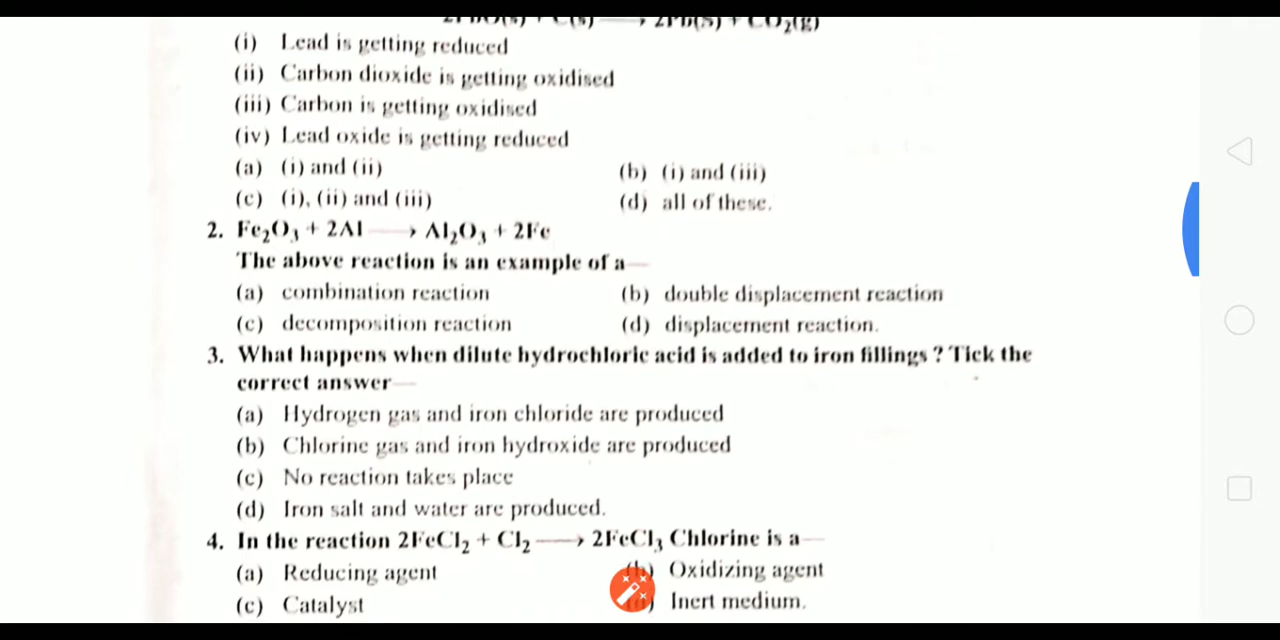 2PbO(s) + C(s) ⟶ 2Pb(s) + CO₂(g)
(i) Lead is getting reduced
(ii) Carbon dioxide is getting oxidised
(iii) Carbon is getting oxidised
(iv) Lead oxide is getting reduced
(a) (i) and (ii) (b) (i) and (iii)
(c) (i), (ii) and (iii) (d) all of these.
2. Fe₂O₃ + 2Al ⟶ Al₂O₃ + 2Fe
The above reaction is an example of a—
(a) combination reaction (b) double displacement reaction
(c) decomposition reaction (d) displacement reaction.
3. What happens when dilute hydrochloric acid is added to iron fillings ? Tick the
correct answer—
(a) Hydrogen gas and iron chloride are produced
(b) Chlorine gas and iron hydroxide are produced
(c) No reaction takes place
(d) Iron salt and water are produced.
4. In the reaction 2FeCl₂ + Cl₂ ⟶ 2FeCl₃ Chlorine is a—
(a) Reducing agent (b) Oxidizing agent
(c) Catalyst (d) Inert medium.